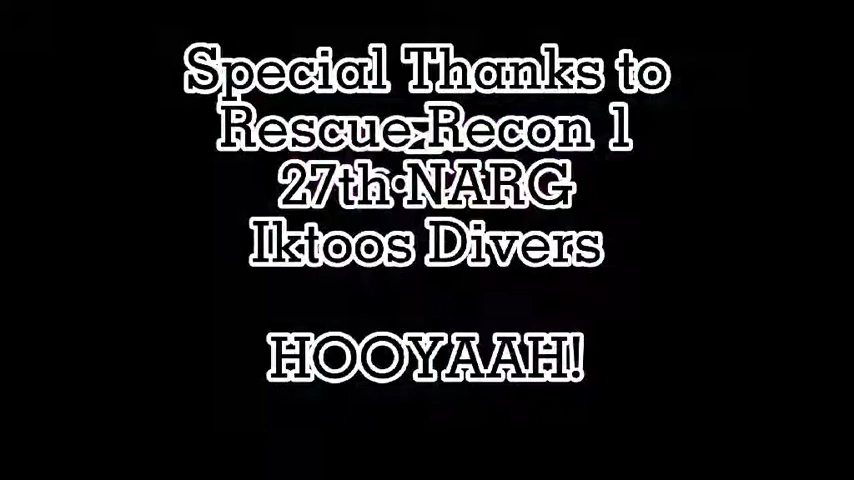 Special Thanks to
Rescue Recon 1
27th NARG
Iktoos Divers
HOOYAAH!